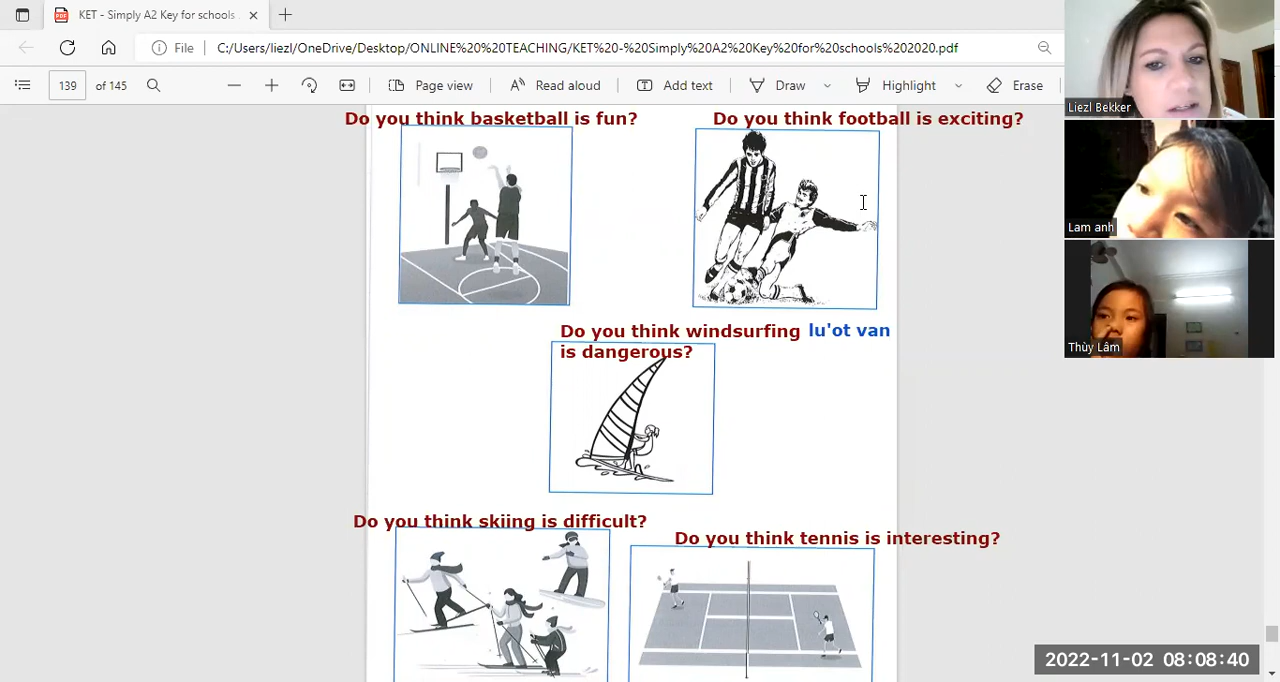 KET - Simply A2 Key for schools
File
C:/Users/liezl/OneDrive/Desktop/ONLINE%20%20TEACHING/KET%20-%20Simply%20A2%20Key%20for%20schools%202020.pdf
139 of 145
Page view
Read aloud
Add text
Draw
Highlight
Erase
Do you think basketball is fun?
Do you think football is exciting?
Do you think windsurfing lu'ot van
is dangerous?
Do you think skiing is difficult?
Do you think tennis is interesting?
Liezl Bekker
Lam anh
Thùy Lâm
2022-11-02 08:08:40